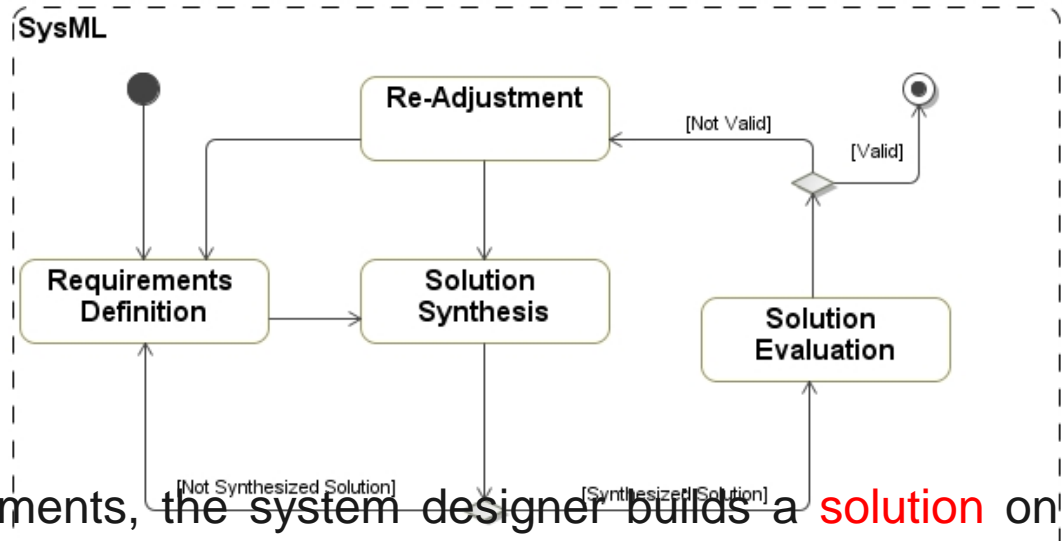 SysML
Re-Adjustment
[Not Valid]
[Valid]
Requirements
Definition
Solution
Synthesis
Solution
Evaluation
[Not Synthesized Solution]
[Synthesized Solution]
ments, the system designer builds a solution on